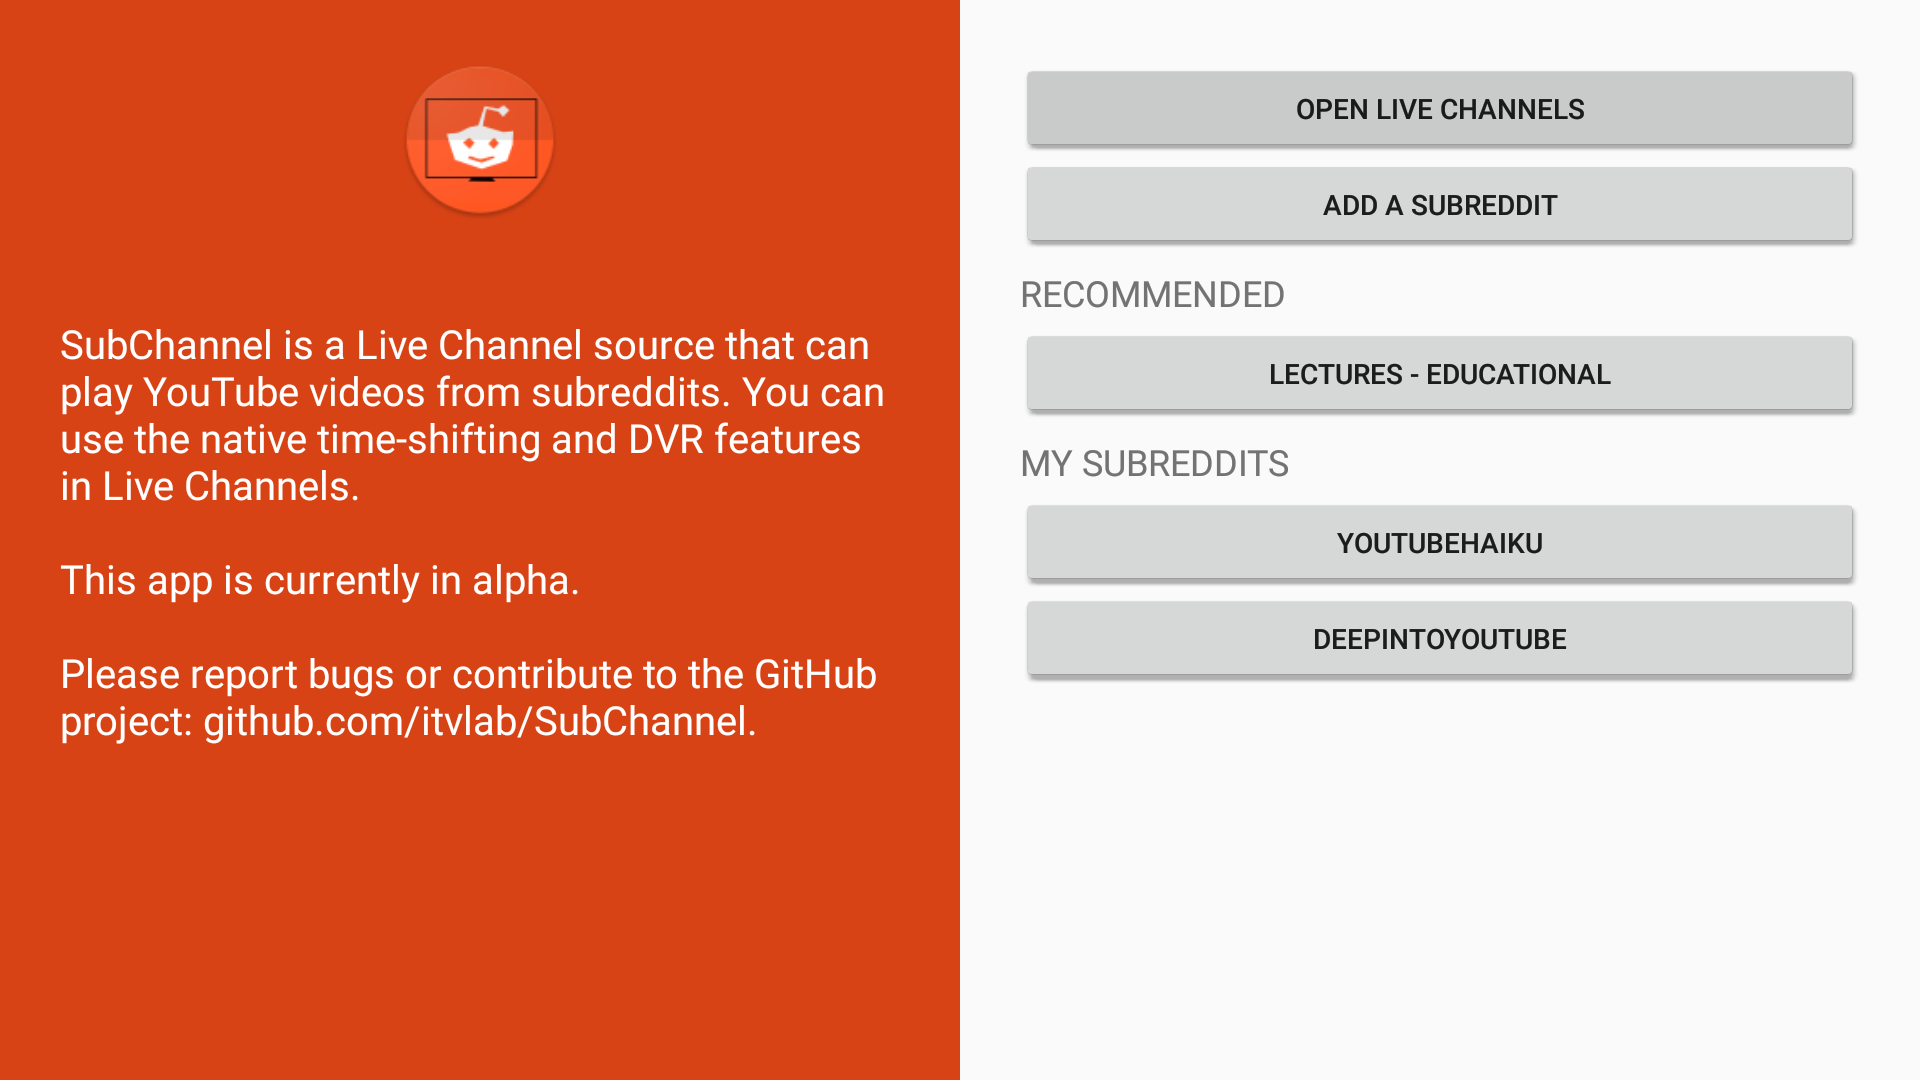 SubChannel is a Live Channel source that can
play YouTube videos from subreddits. You can
use the native time-shifting and DVR features
in Live Channels.
This app is currently in alpha.
Please report bugs or contribute to the GitHub
project: github.com/itvlab/SubChannel.
OPEN LIVE CHANNELS
ADD A SUBREDDIT
RECOMMENDED
LECTURES - EDUCATIONAL
MY SUBREDDITS
YOUTUBEHAIKU
DEEPINTOYOUTUBE